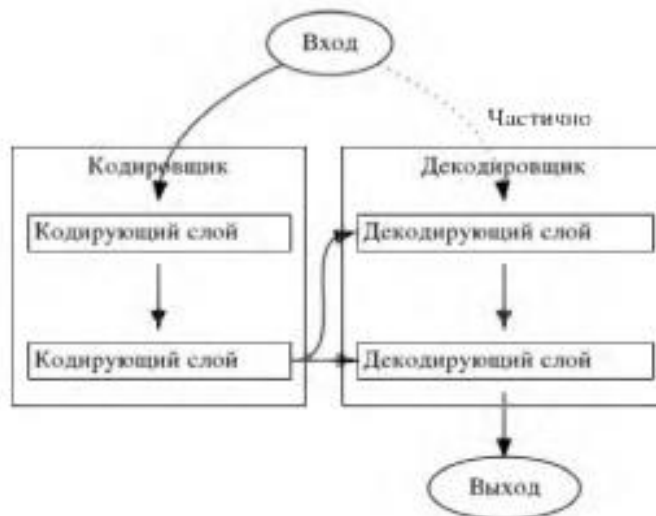 Вход
Частично
Кодировщик
Декодировщик
Кодирующий слой
Декодирующий слой
Кодирующий слой
Декодирующий слой
Выход